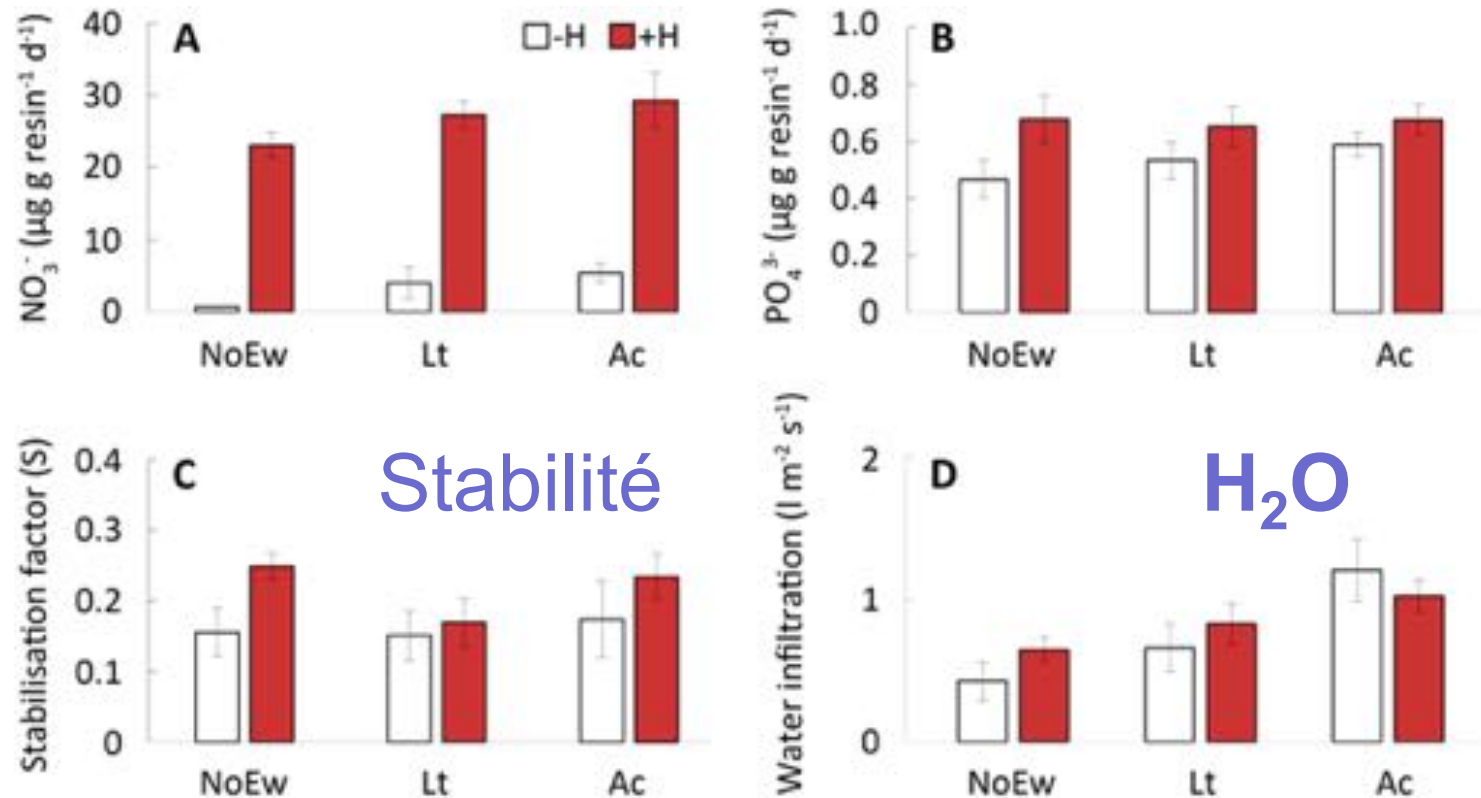 NO₃⁻ (µg g resin⁻¹ d⁻¹)
40
30
20
10
0
A
-H +H
NoEw Lt Ac
PO₄³⁻ (µg g resin⁻¹ d⁻¹)
1.0
0.8
0.6
0.4
0.2
0
B
NoEw Lt Ac
Stabilisation factor (S)
0.4
0.3
0.2
0.1
0
C
Stabilité
NoEw Lt Ac
Water infiltration (l m⁻² s⁻¹)
2
1
0
D
H₂O
NoEw Lt Ac